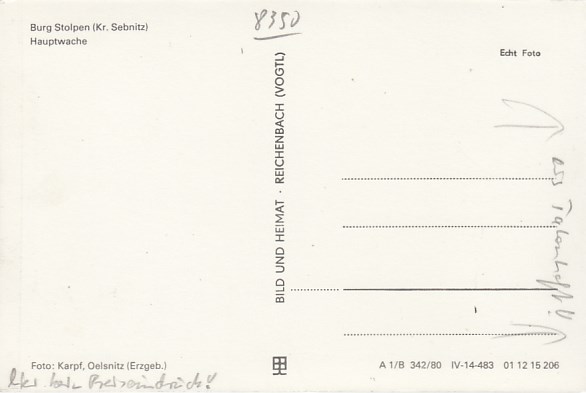 Burg Stolpen (Kr. Sebnitz)
Hauptwache
8350
Echt Foto
BILD UND HEIMAT · REICHENBACH (VOGTL)
Foto: Karpf, Oelsnitz (Erzgeb.)
A 1/B 342/80 IV-14-483 01 12 15 206